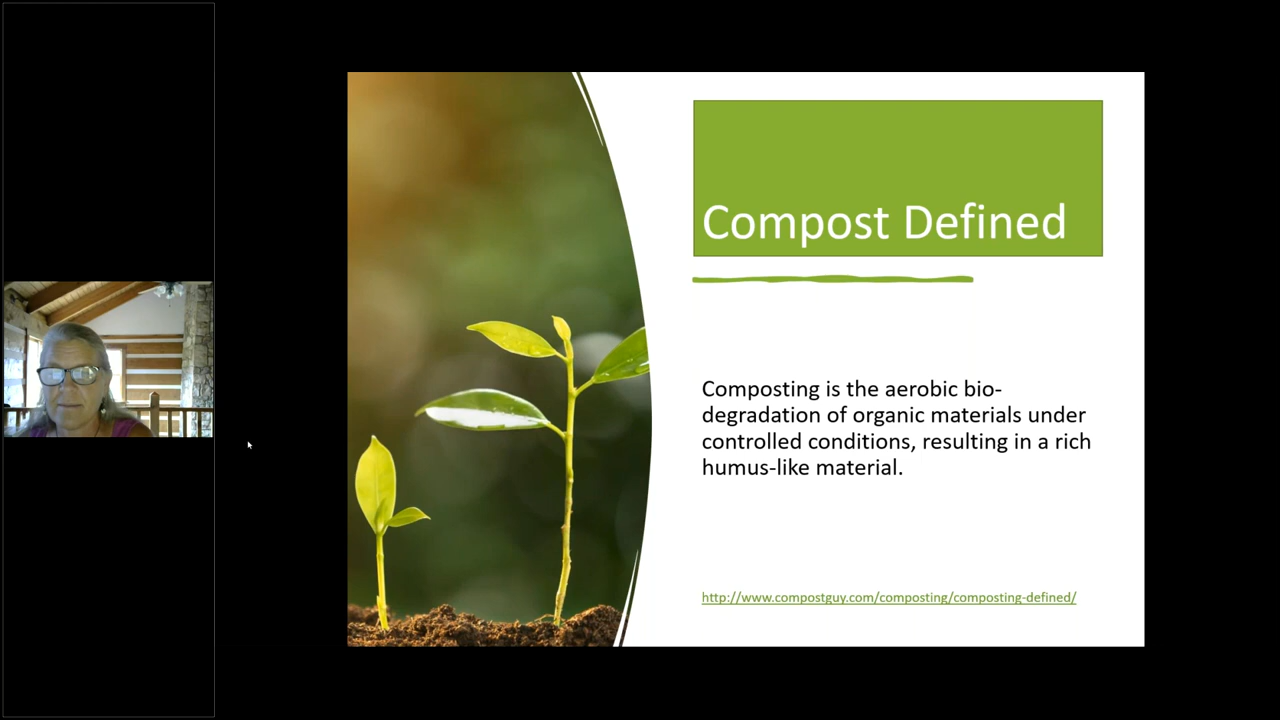 Compost Defined
Composting is the aerobic bio-
degradation of organic materials under
controlled conditions, resulting in a rich
humus-like material.
http://www.compostguy.com/composting/composting-defined/